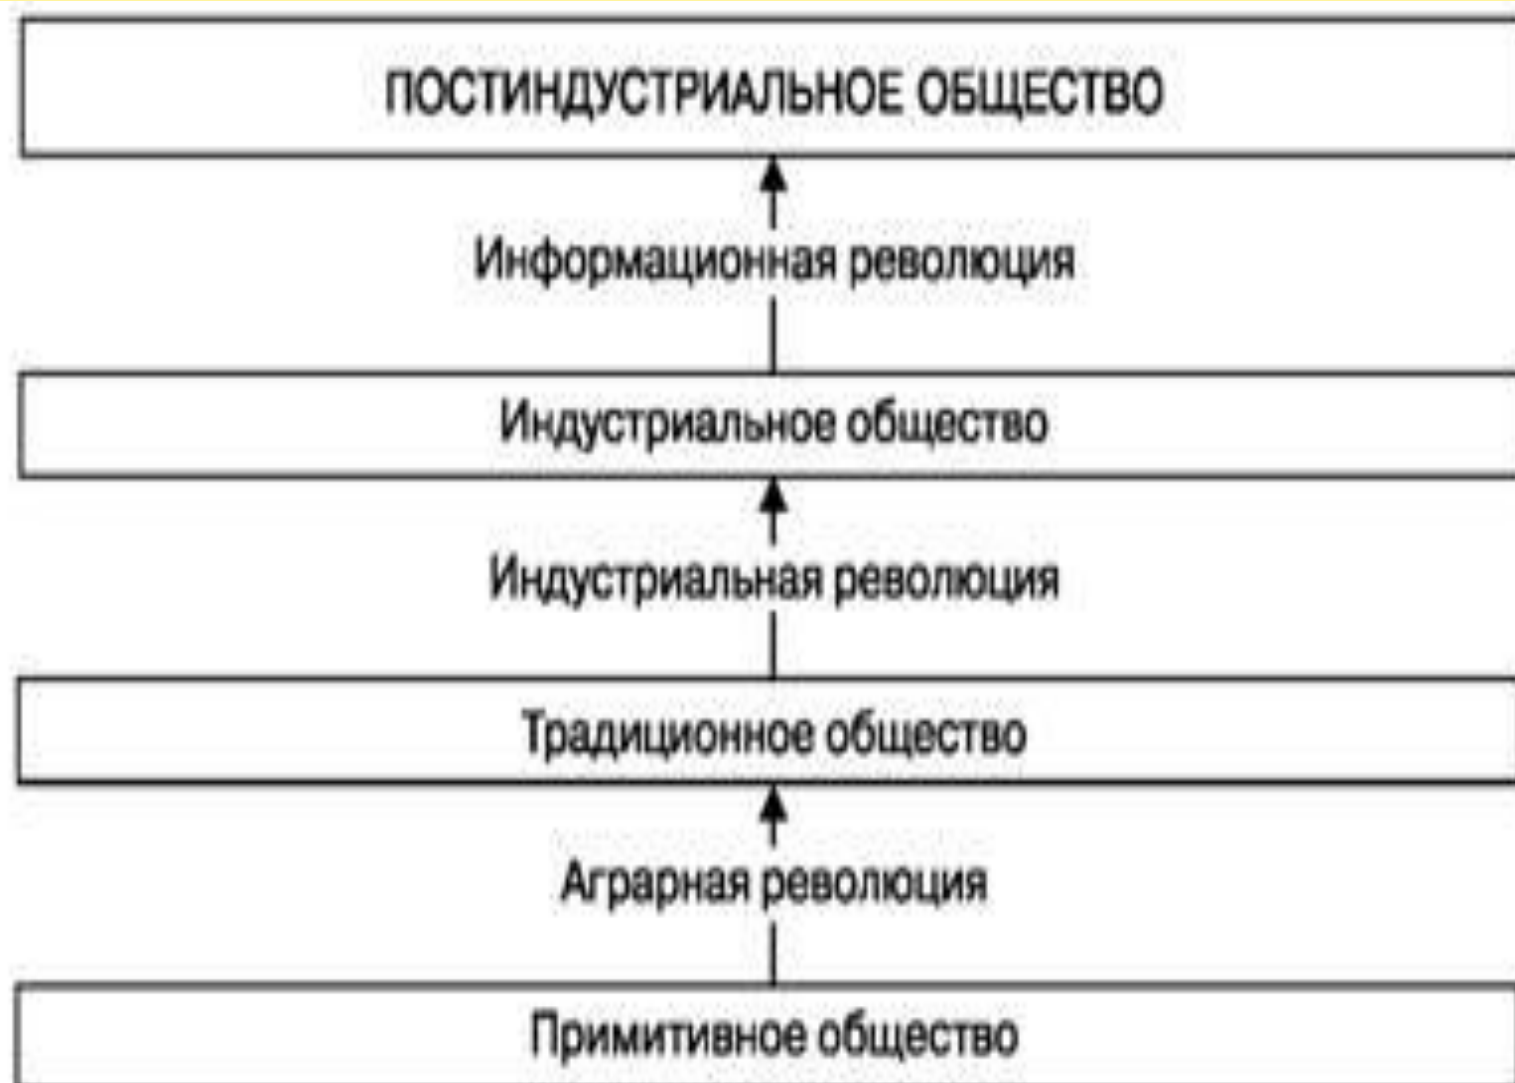 ПОСТИНДУСТРИАЛЬНОЕ ОБЩЕСТВО
Информационная революция
Индустриальное общество
Индустриальная революция
Традиционное общество
Аграрная революция
Примитивное общество